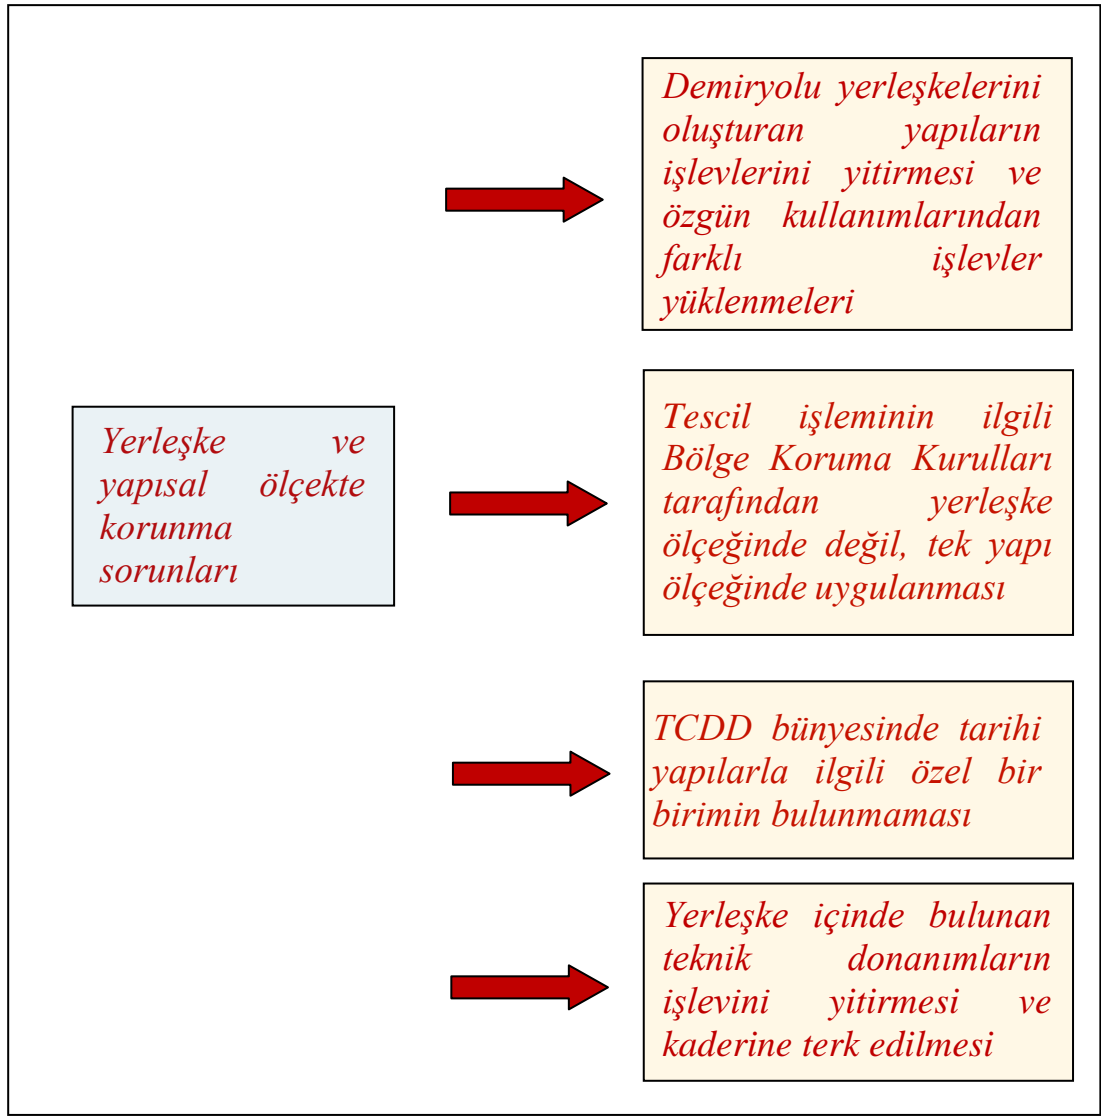 Yerleşke ve
yapısal ölçekte
korunma
sorunları
Demiryolu yerleşkelerini
oluşturan yapıların
işlevlerini yitirmesi ve
özgün kullanımlarından
farklı işlevler
yüklenmeleri
Tescil işleminin ilgili
Bölge Koruma Kurulları
tarafından yerleşke
ölçeğinde değil, tek yapı
ölçeğinde uygulanması
TCDD bünyesinde tarihi
yapılarla ilgili özel bir
birimin bulunmaması
Yerleşke içinde bulunan
teknik donanımların
işlevini yitirmesi ve
kaderine terk edilmesi